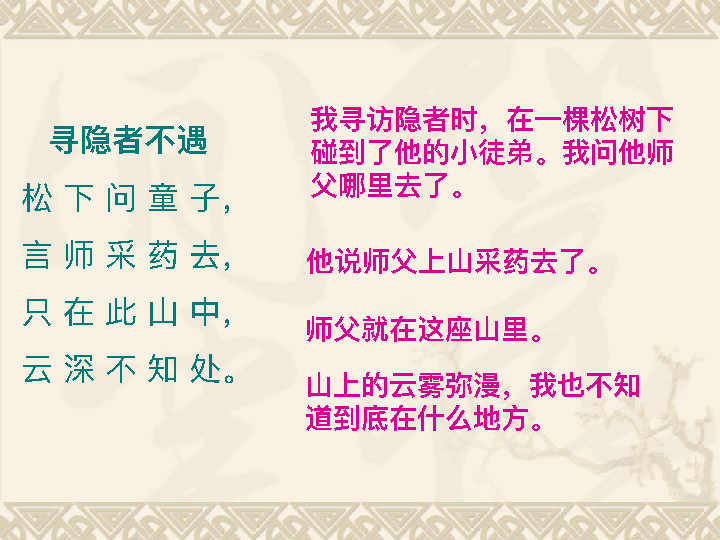 寻隐者不遇
松下问童子，
言师采药去，
只在此山中，
云深不知处。
我寻访隐者时，在一棵松树下
碰到了他的小徒弟。我问他师
父哪里去了。
他说师父上山采药去了。
师父就在这座山里。
山上的云雾弥漫，我也不知
道到底在什么地方。